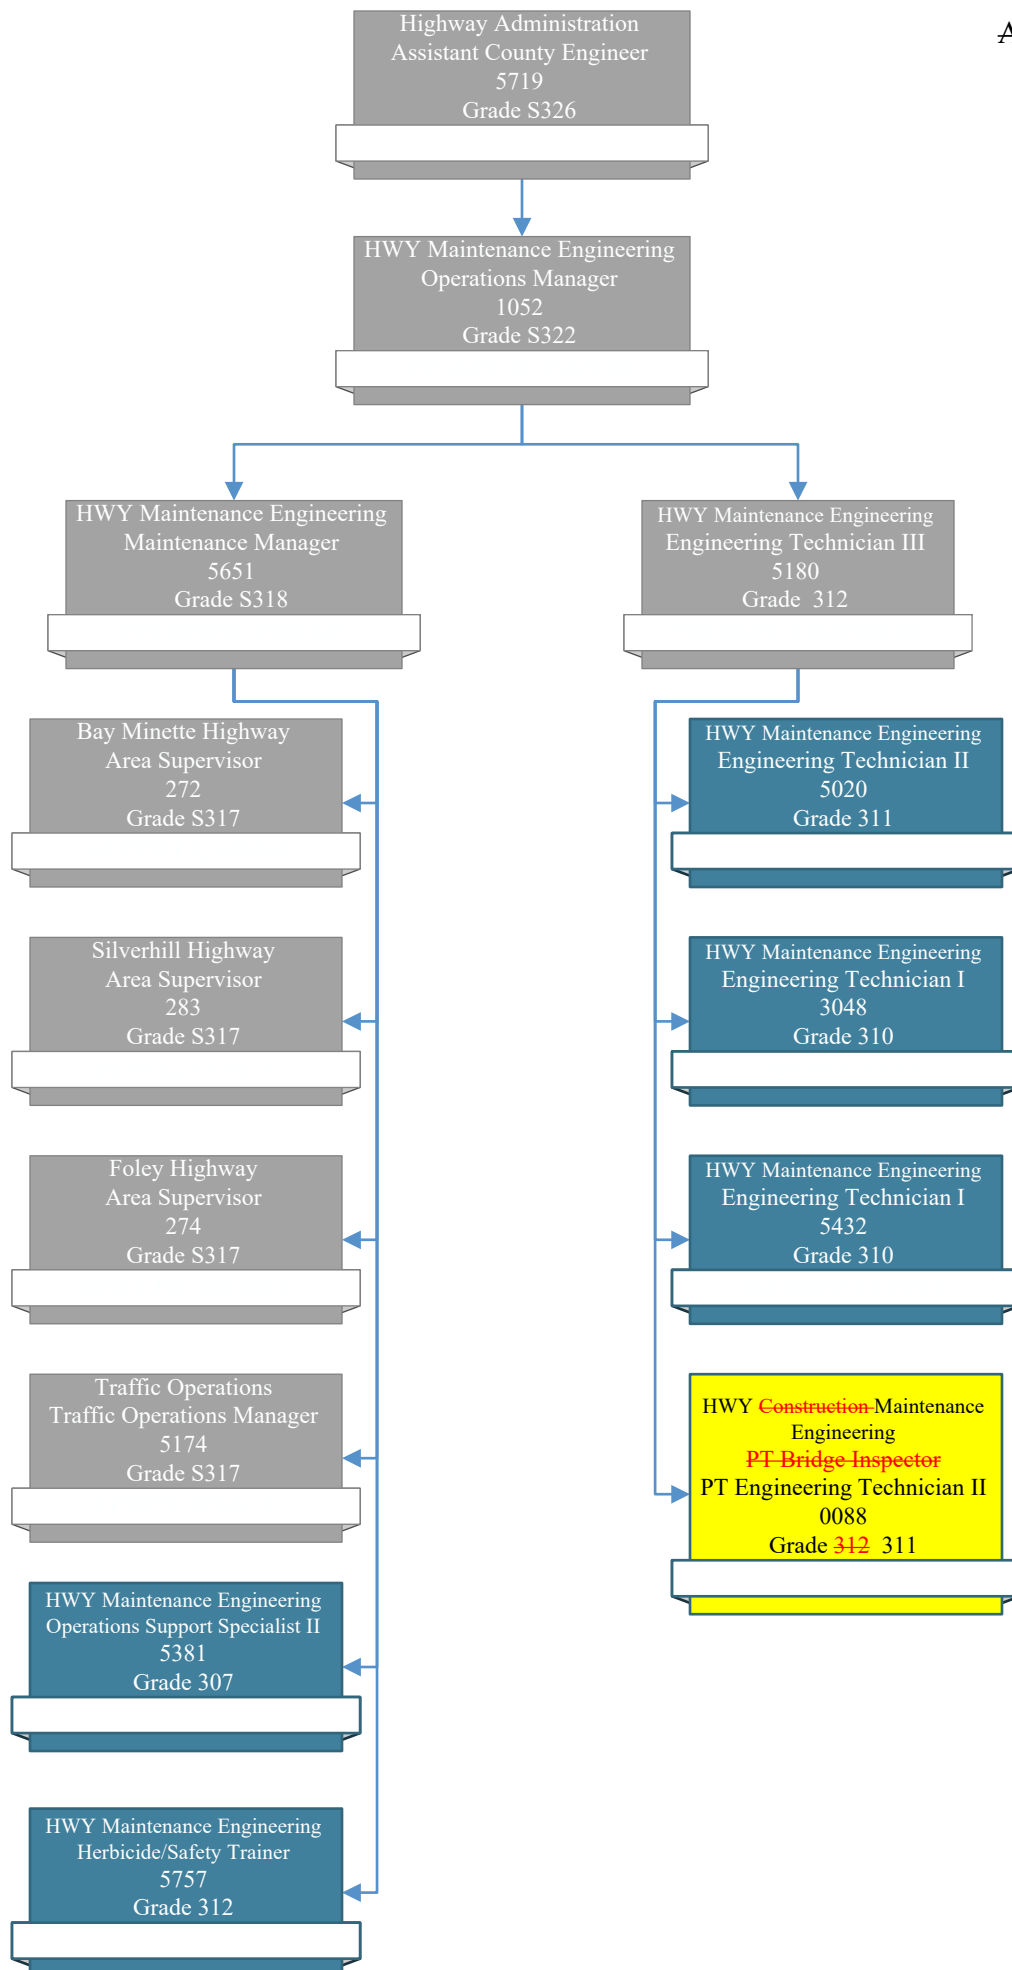 Highway Administration
Assistant County Engineer
5719
Grade S326
HWY Maintenance Engineering
Operations Manager
1052
Grade S322
HWY Maintenance Engineering
Maintenance Manager
5651
Grade S318
HWY Maintenance Engineering
Engineering Technician III
5180
Grade 312
Bay Minette Highway
Area Supervisor
272
Grade S317
Silverhill Highway
Area Supervisor
283
Grade S317
Foley Highway
Area Supervisor
274
Grade S317
Traffic Operations
Traffic Operations Manager
5174
Grade S317
HWY Maintenance Engineering
Operations Support Specialist II
5381
Grade 307
HWY Maintenance Engineering
Herbicide/Safety Trainer
5757
Grade 312
HWY Maintenance Engineering
Engineering Technician II
5020
Grade 311
HWY Maintenance Engineering
Engineering Technician I
3048
Grade 310
HWY Maintenance Engineering
Engineering Technician I
5432
Grade 310
HWY Construction Maintenance
Engineering
PT Bridge Inspector
PT Engineering Technician II
0088
Grade 312 311